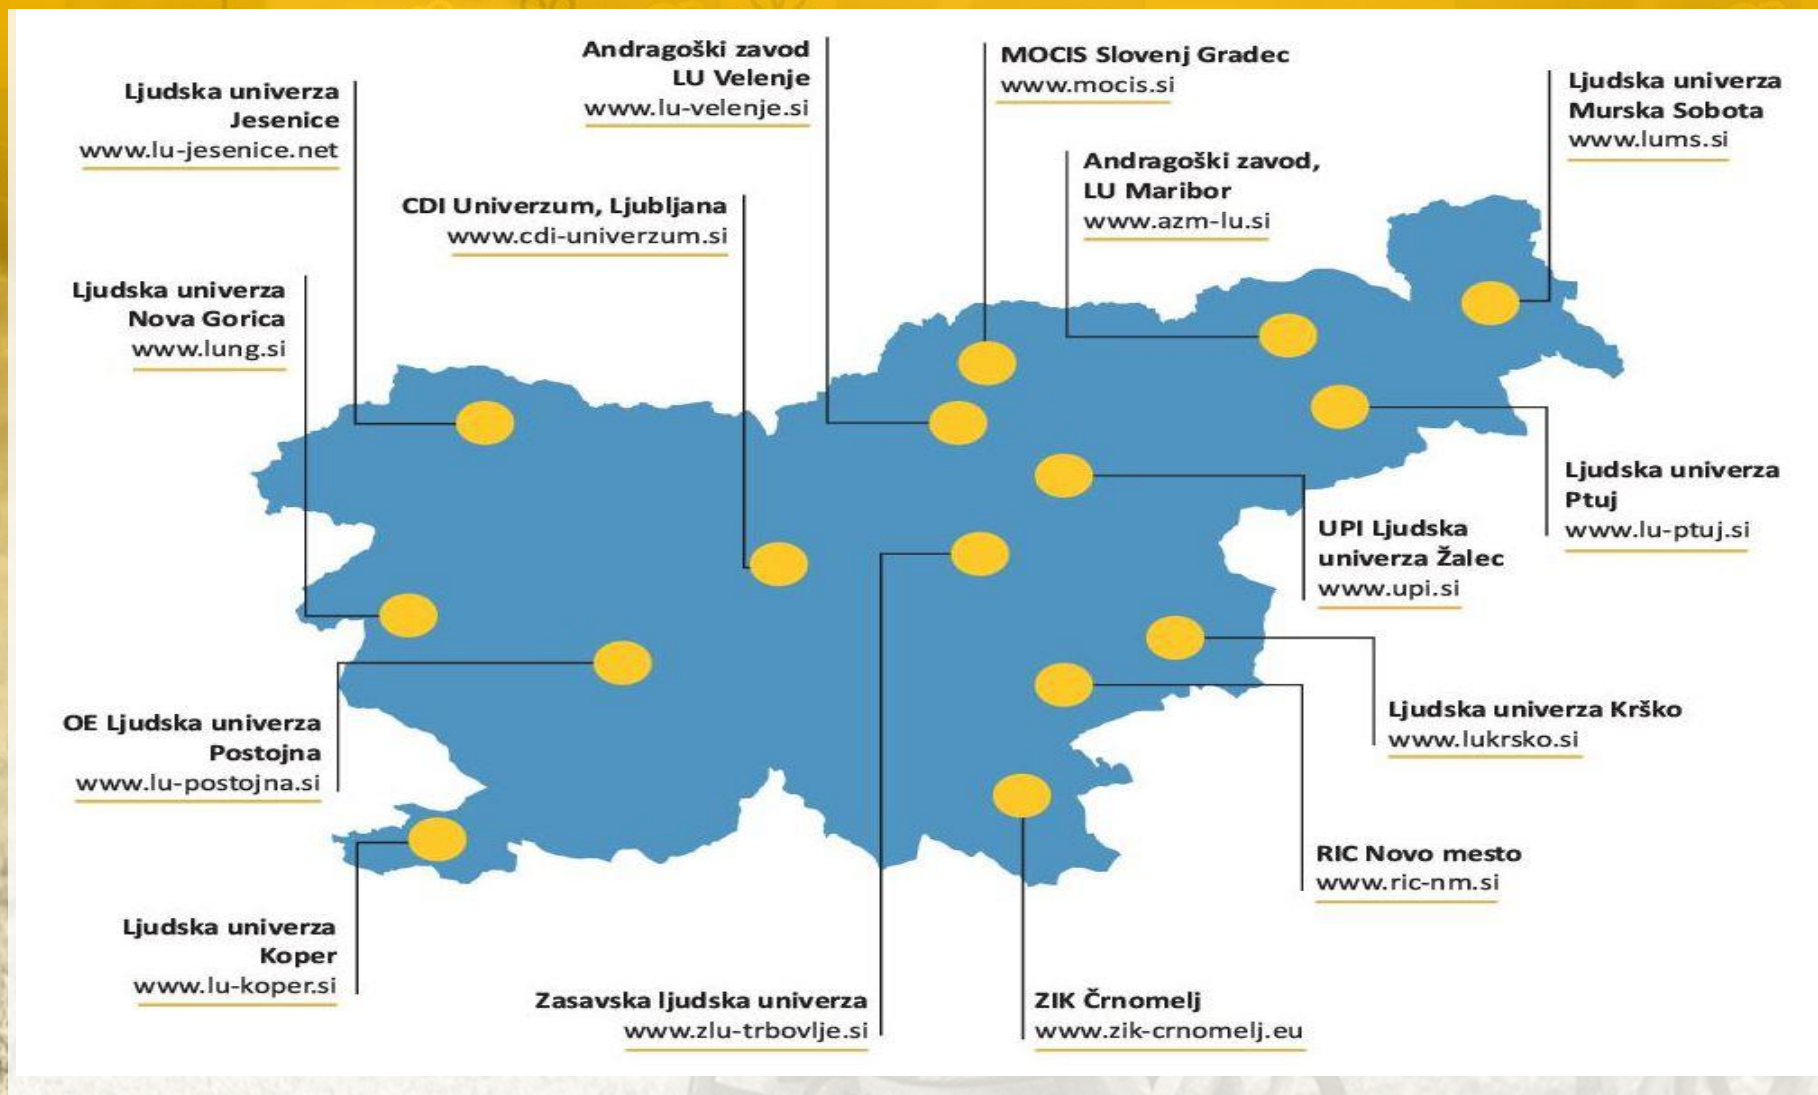 Ljudska univerza
Jesenice
www.lu-jesenice.net
Andragoški zavod
LU Velenje
www.lu-velenje.si
MOCIS Slovenj Gradec
www.mocis.si
Ljudska univerza
Murska Sobota
www.lums.si
CDI Univerzum, Ljubljana
www.cdi-univerzum.si
Andragoški zavod,
LU Maribor
www.azm-lu.si
Ljudska univerza
Nova Gorica
www.lung.si
Ljudska univerza
Ptuj
www.lu-ptuj.si
UPI Ljudska
univerza Žalec
www.upi.si
OE Ljudska univerza
Postojna
www.lu-postojna.si
Ljudska univerza Krško
www.lukrsko.si
RIC Novo mesto
www.ric-nm.si
Ljudska univerza
Koper
www.lu-koper.si
Zasavska ljudska univerza
www.zlu-trbovlje.si
ZIK Črnomelj
www.zik-crnomelj.eu